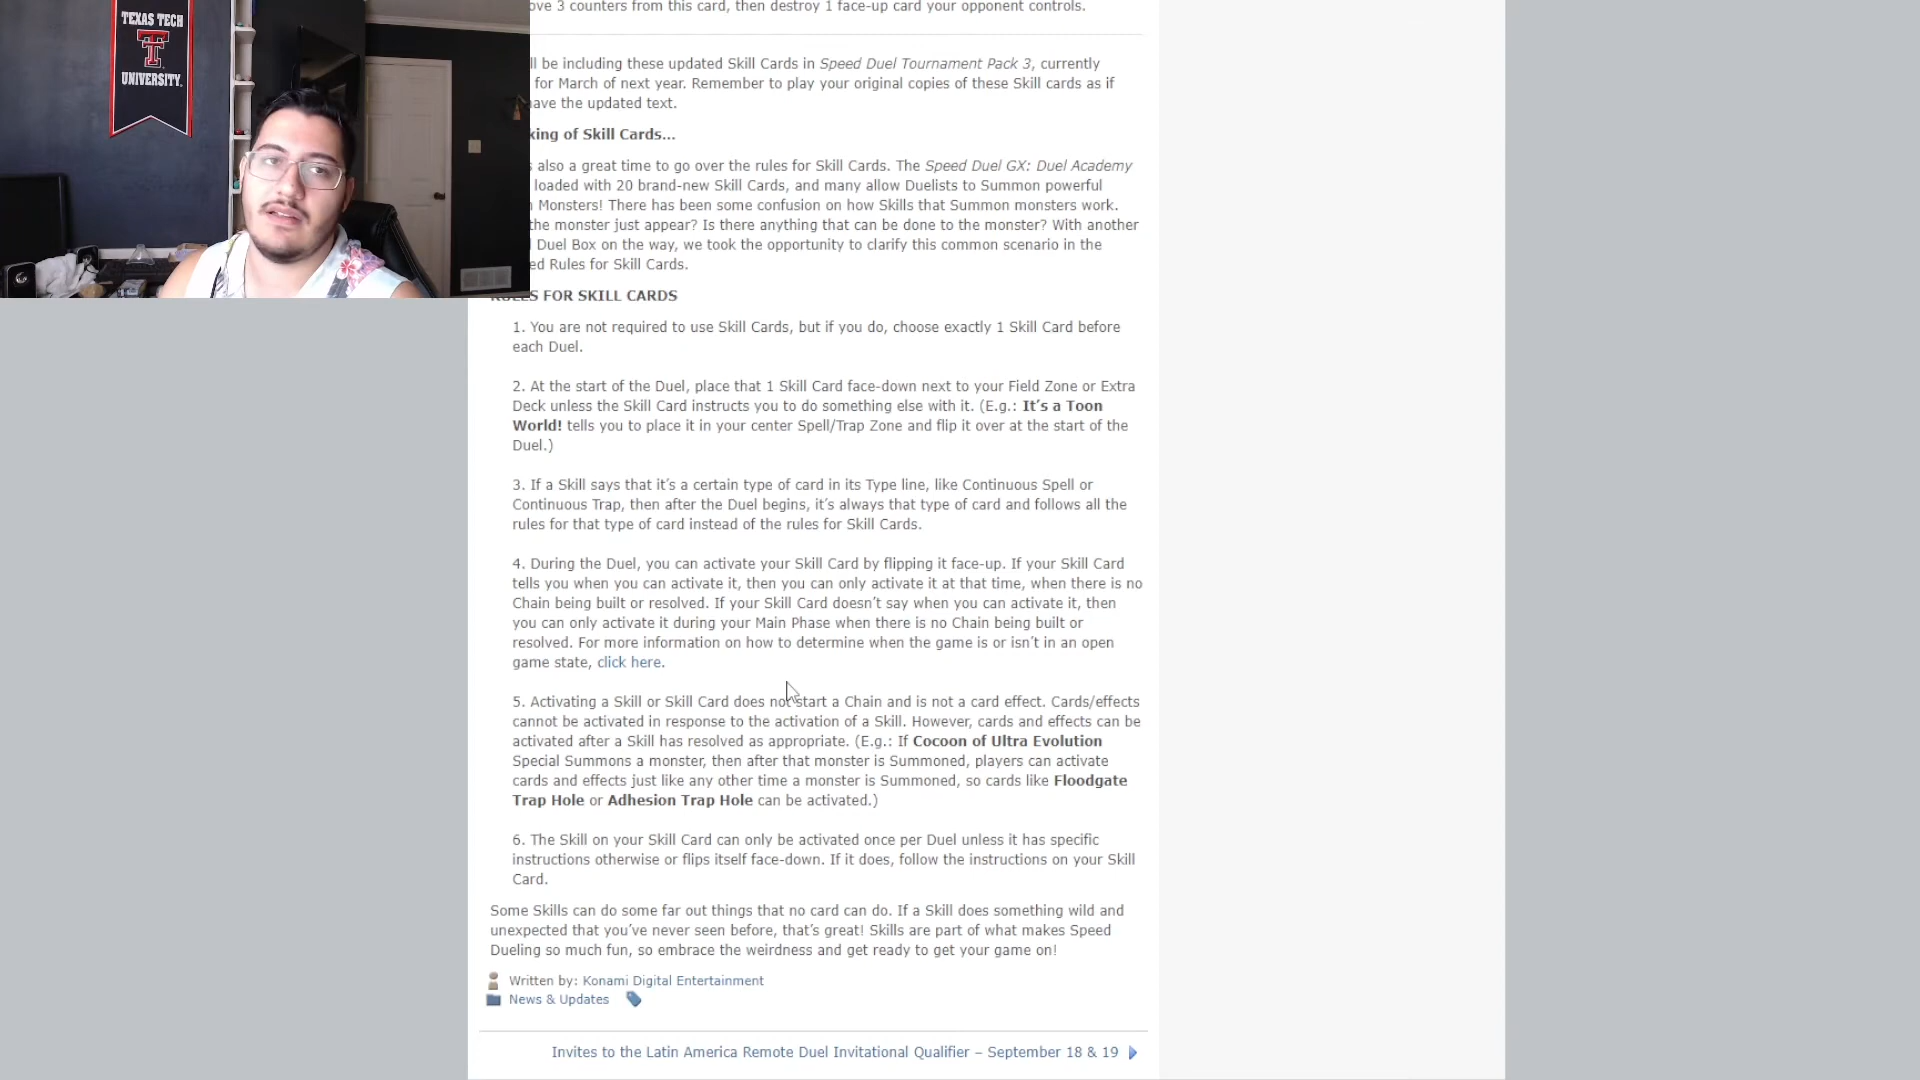 TEXAS TECH
T
UNIVERSITY.
ove 3 counters from this card, then destroy 1 face-up card your opponent controls.
ll be including these updated Skill Cards in Speed Duel Tournament Pack 3, currently
for March of next year. Remember to play your original copies of these Skill cards as if
have the updated text.
king of Skill Cards...
also a great time to go over the rules for Skill Cards. The Speed Duel GX: Duel Academy
loaded with 20 brand-new Skill Cards, and many allow Duelists to Summon powerful
Monsters! There has been some confusion on how Skills that Summon monsters work.
the monster just appear? Is there anything that can be done to the monster? With another
Duel Box on the way, we took the opportunity to clarify this common scenario in the
ed Rules for Skill Cards.
RULES FOR SKILL CARDS
1. You are not required to use Skill Cards, but if you do, choose exactly 1 Skill Card before
each Duel.
2. At the start of the Duel, place that 1 Skill Card face-down next to your Field Zone or Extra
Deck unless the Skill Card instructs you to do something else with it. (E.g.: It's a Toon
World! tells you to place it in your center Spell/Trap Zone and flip it over at the start of the
Duel.)
3. If a Skill says that it's a certain type of card in its Type line, like Continuous Spell or
Continuous Trap, then after the Duel begins, it's always that type of card and follows all the
rules for that type of card instead of the rules for Skill Cards.
4. During the Duel, you can activate your Skill Card by flipping it face-up. If your Skill Card
tells you when you can activate it, then you can only activate it at that time, when there is no
Chain being built or resolved. If your Skill Card doesn't say when you can activate it, then
you can only activate it during your Main Phase when there is no Chain being built or
resolved. For more information on how to determine when the game is or isn't in an open
game state, click here.
5. Activating a Skill or Skill Card does not start a Chain and is not a card effect. Cards/effects
cannot be activated in response to the activation of a Skill. However, cards and effects can be
activated after a Skill has resolved as appropriate. (E.g.: If Cocoon of Ultra Evolution
Special Summons a monster, then after that monster is Summoned, players can activate
cards and effects just like any other time a monster is Summoned, so cards like Floodgate
Trap Hole or Adhesion Trap Hole can be activated.)
6. The Skill on your Skill Card can only be activated once per Duel unless it has specific
instructions otherwise or flips itself face-down. If it does, follow the instructions on your Skill
Card.
Some Skills can do some far out things that no card can do. If a Skill does something wild and
unexpected that you've never seen before, that's great! Skills are part of what makes Speed
Dueling so much fun, so embrace the weirdness and get ready to get your game on!
Written by: Konami Digital Entertainment
News & Updates
Invites to the Latin America Remote Duel Invitational Qualifier – September 18 & 19